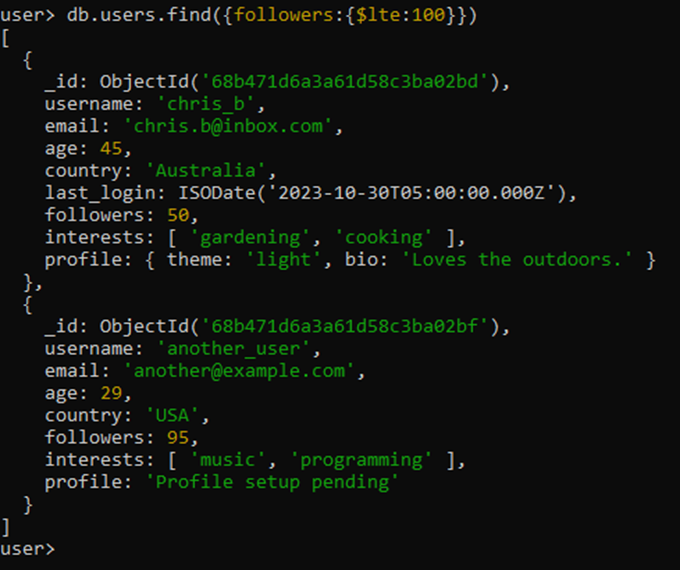 user> db.users.find({followers:{$lte:100}})
[
  {
    _id: ObjectId('68b471d6a3a61d58c3ba02bd'),
    username: 'chris_b',
    email: 'chris.b@inbox.com',
    age: 45,
    country: 'Australia',
    last_login: ISODate('2023-10-30T05:00:00.000Z'),
    followers: 50,
    interests: [ 'gardening', 'cooking' ],
    profile: { theme: 'light', bio: 'Loves the outdoors.' }
  },
  {
    _id: ObjectId('68b471d6a3a61d58c3ba02bf'),
    username: 'another_user',
    email: 'another@example.com',
    age: 29,
    country: 'USA',
    followers: 95,
    interests: [ 'music', 'programming' ],
    profile: 'Profile setup pending'
  }
]
user>